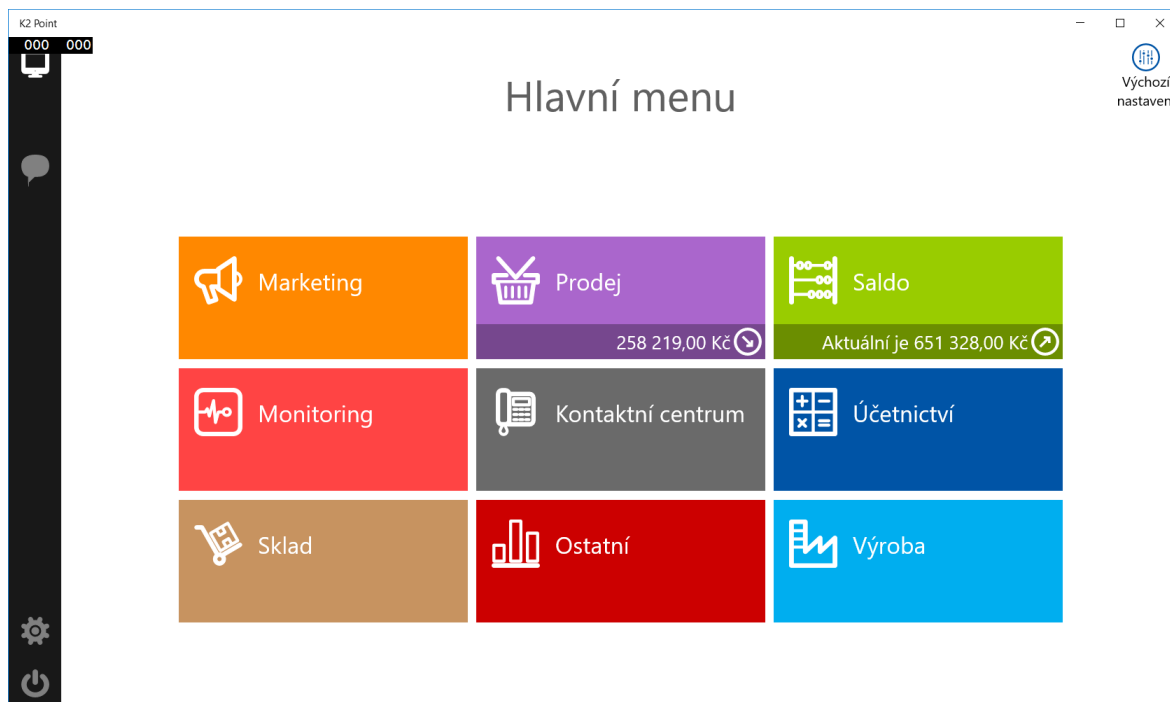 K2 Point
000 000
Výchozí
nastaven
Hlavní menu
Marketing
Prodej
258 219,00 Kč
Saldo
Aktuální je 651 328,00 Kč
Monitoring
Kontaktní centrum
Účetnictví
Sklad
Ostatní
Výroba